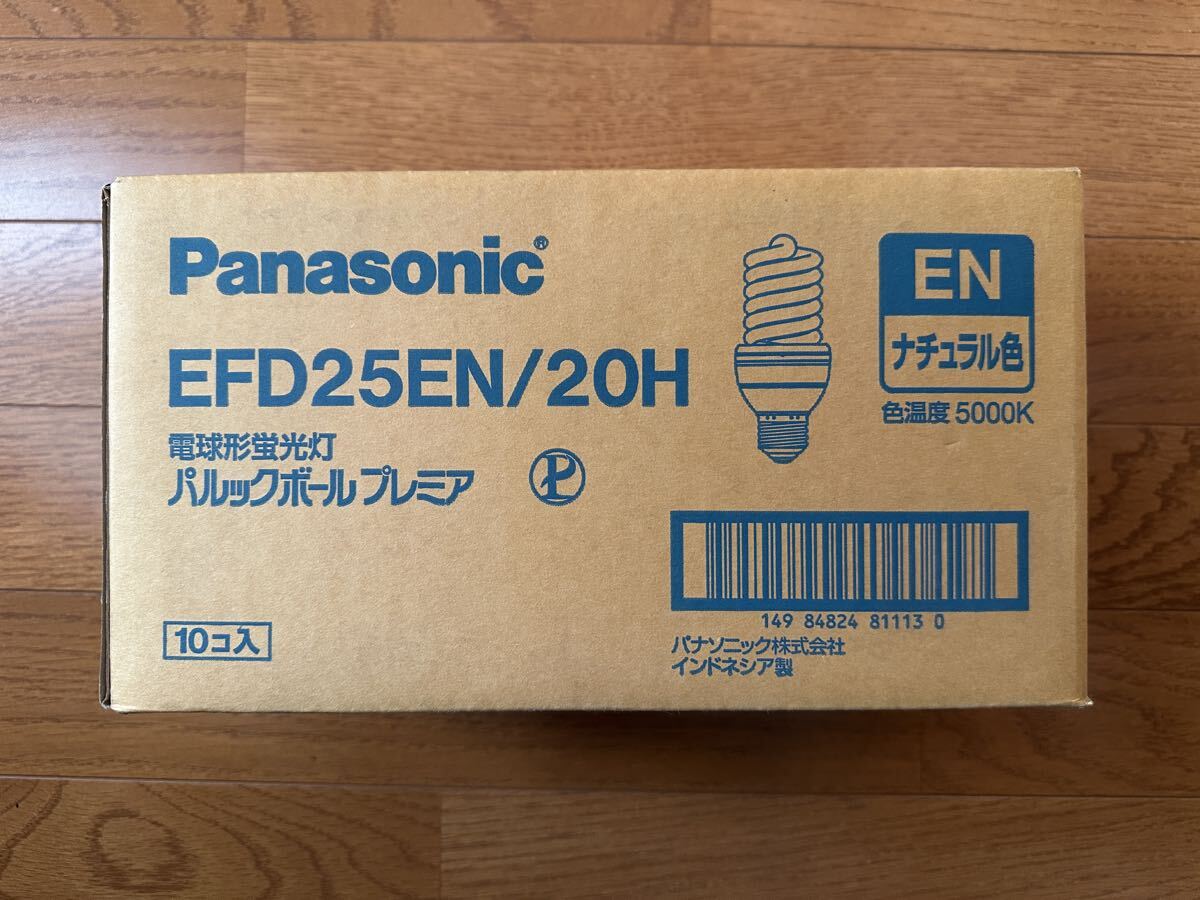 Panasonic®
EFD25EN/20H
電球形蛍光灯
パルックボール プレミア
10コ入
EN
ナチュラル色
色温度 5000K
149 84824 81113 0
パナソニック株式会社
インドネシア製